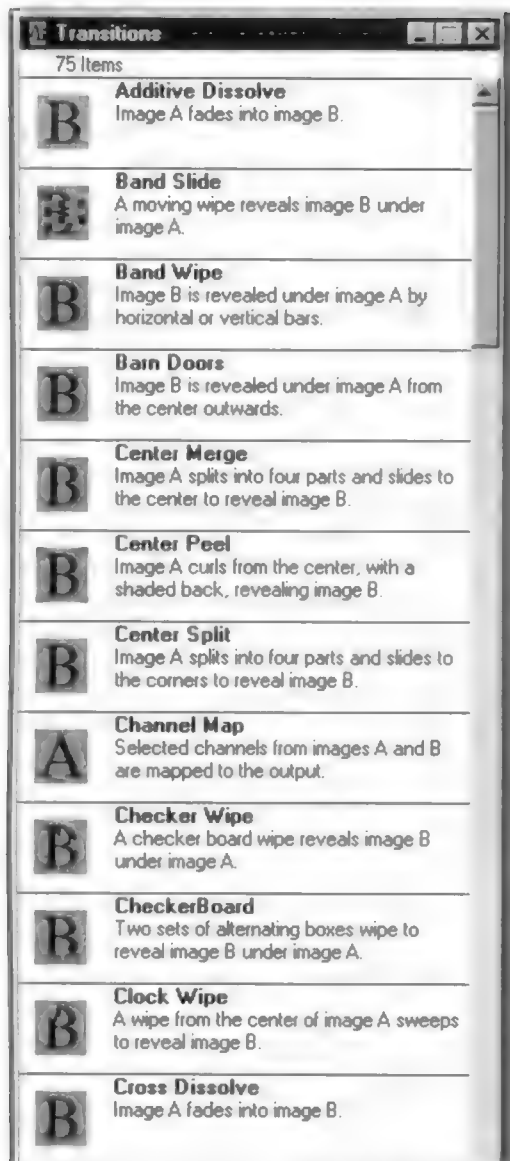 Transitions
75 Items
Additive Dissolve
Image A fades into image B.
B
Band Slide
A moving wipe reveals image B under
image A.
Band Wipe
Image B is revealed under image A by
horizontal or vertical bars.
B
Barn Doors
Image B is revealed under image A from
the center outwards.
B
Center Merge
Image A splits into four parts and slides to
the center to reveal image B.
B
Center Peel
Image A curls from the center, with a
shaded back, revealing image B.
B
Center Split
Image A splits into four parts and slides to
the corners to reveal image B.
B
Channel Map
Selected channels from images A and B
are mapped to the output.
A
Checker Wipe
A checker board wipe reveals image B
under image A.
B
CheckerBoard
Two sets of alternating boxes wipe to
reveal image B under image A.
B
Clock Wipe
A wipe from the center of image A sweeps
to reveal image B.
B
Cross Dissolve
Image A fades into image B.
B